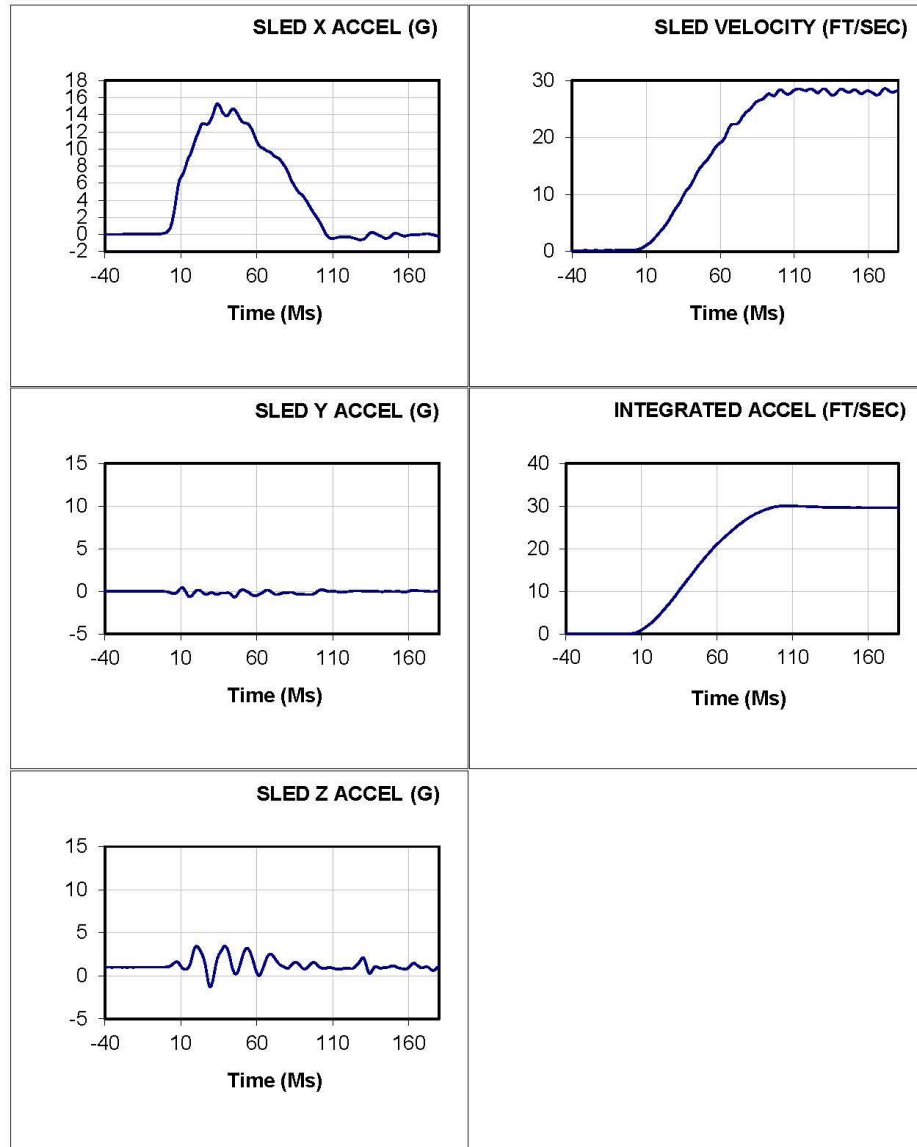 SLED X ACCEL (G)
18
16
14
12
10
8
6
4
2
0
-2
-40 10 60 110 160
Time (Ms)
SLED VELOCITY (FT/SEC)
30
20
10
0
-40 10 60 110 160
Time (Ms)
SLED Y ACCEL (G)
15
10
5
0
-5
-40 10 60 110 160
Time (Ms)
INTEGRATED ACCEL (FT/SEC)
40
30
20
10
0
-40 10 60 110 160
Time (Ms)
SLED Z ACCEL (G)
15
10
5
0
-5
-40 10 60 110 160
Time (Ms)